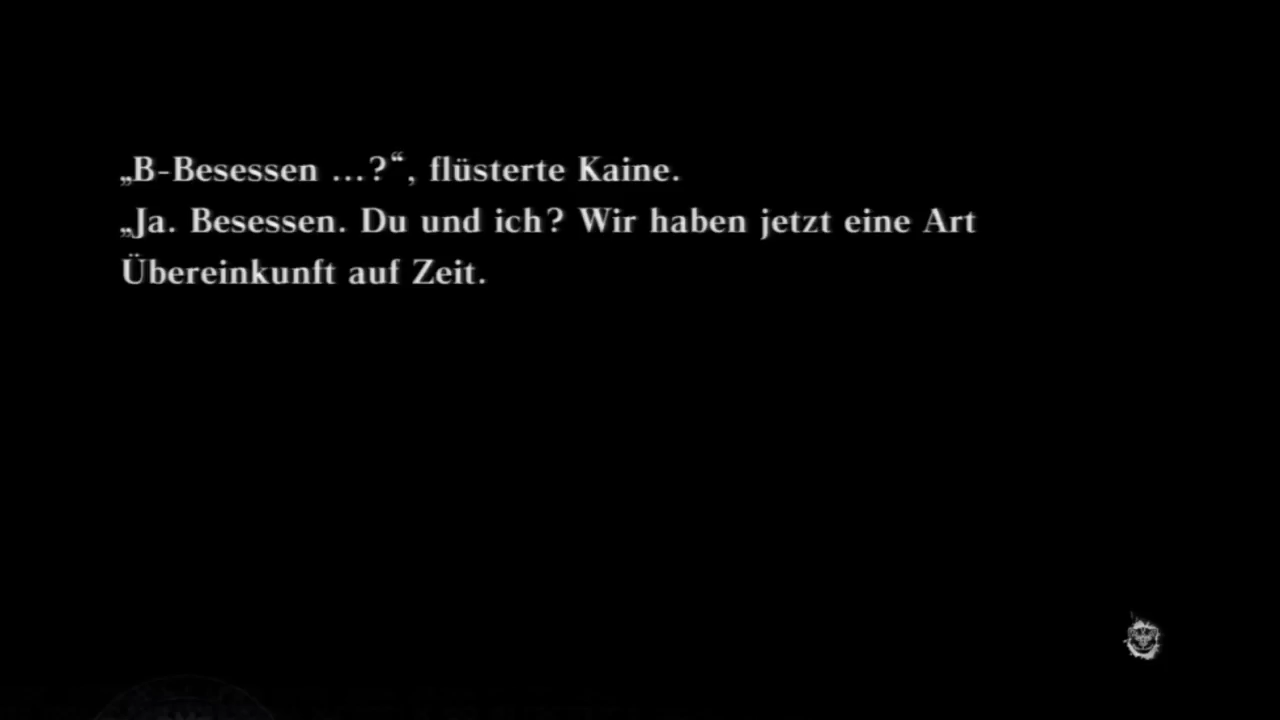 „B-Besessen ...?“, flüsterte Kaine.
„Ja. Besessen. Du und ich? Wir haben jetzt eine Art
Übereinkunft auf Zeit.